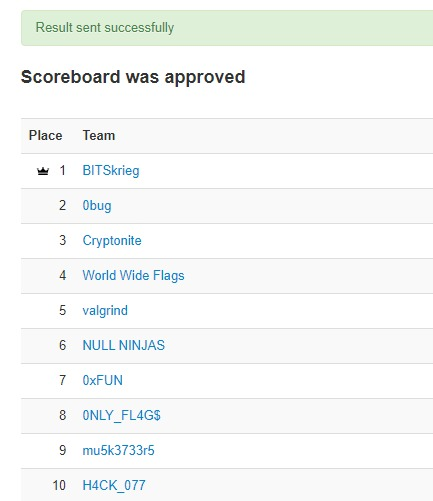 Result sent successfully
Scoreboard was approved
Place Team
1 BITSkrieg
2 0bug
3 Cryptonite
4 World Wide Flags
5 valgrind
6 NULL NINJAS
7 0xFUN
8 0NLY_FL4G$
9 mu5k3733r5
10 H4CK_077